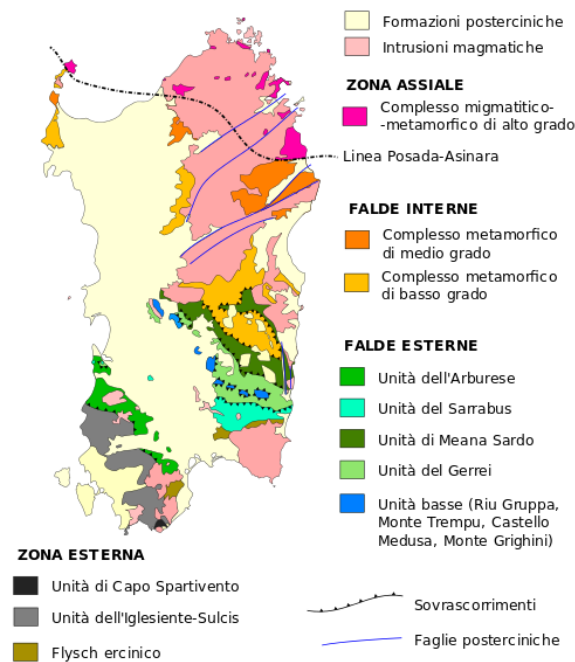 Formazioni posterciniche
Intrusioni magmatiche
ZONA ASSIALE
Complesso migmatitico-
-metamorfico di alto grado
Linea Posada-Asinara
FALDE INTERNE
Complesso metamorfico
di medio grado
Complesso metamorfico
di basso grado
FALDE ESTERNE
Unità dell'Arburese
Unità del Sarrabus
Unità di Meana Sardo
Unità del Gerrei
Unità basse (Riu Gruppa,
Monte Trempu, Castello
Medusa, Monte Grighini)
ZONA ESTERNA
Unità di Capo Spartivento
Unità dell'Iglesiente-Sulcis
Flysch ercinico
Sovrascorrimenti
Faglie posterciniche